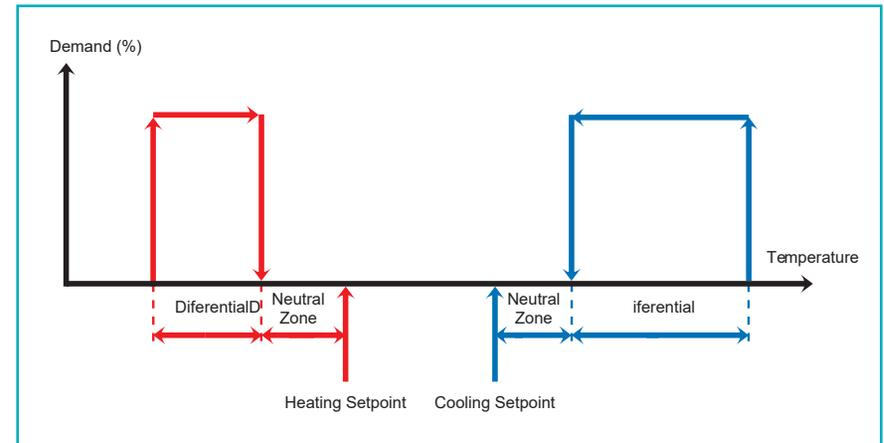 Demand (%)
Temperature
DiferentialD
Neutral
Zone
Neutral
Zone
iferential
Heating Setpoint
Cooling Setpoint